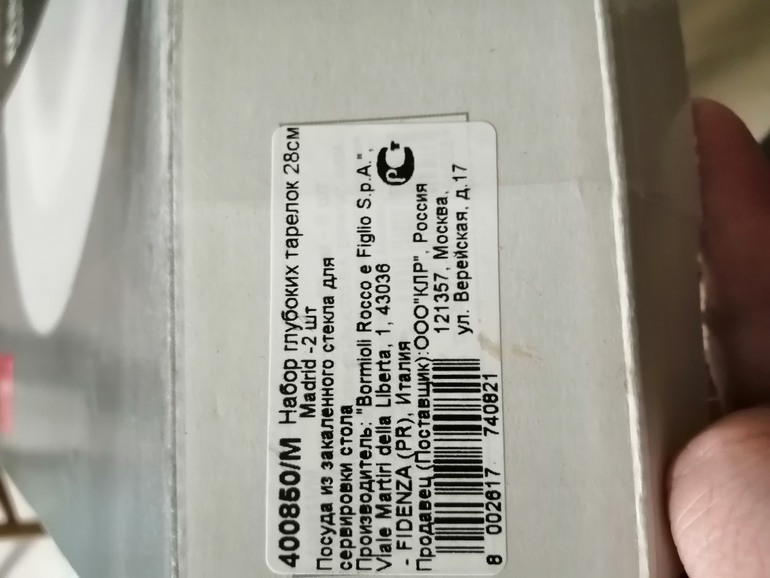 400850/M Набор глубоких тарелок 28см
Madrid -2 шт
Посуда из закаленного стекла для
сервировки стола
Производитель: "Bormioli Rocco e Figlio S.p.A.",
Viale Martiri della Liberta, 1, 43036
- FIDENZA (PR), Италия
Продавец (Поставщик):ООО"КЛР", Россия
121357, Москва,
ул. Верейская, д.17
8 002617 740821